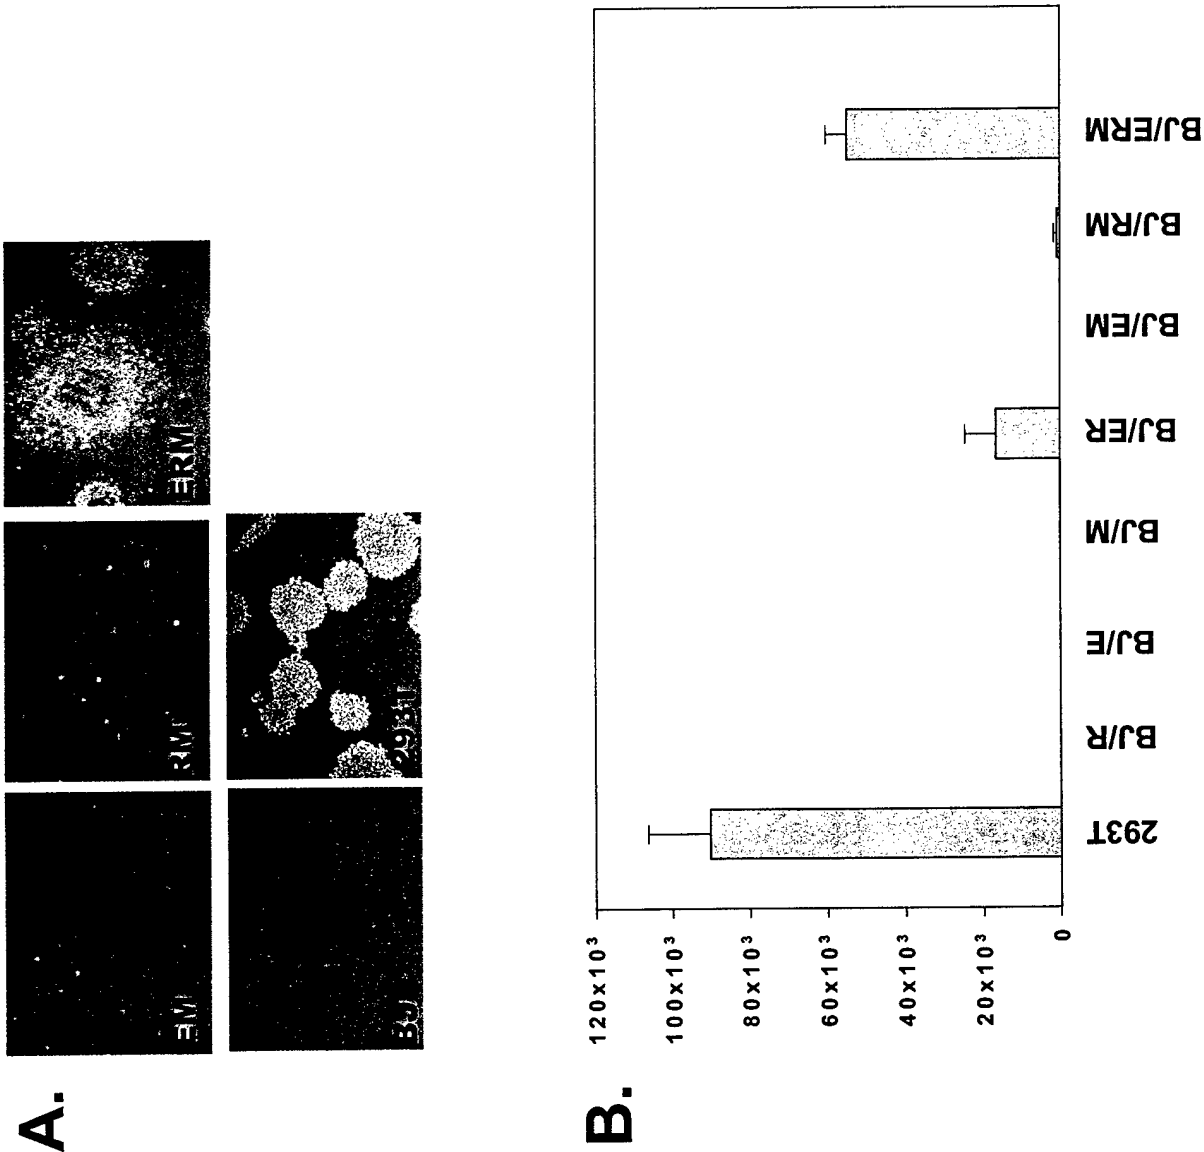 A.
EM
RM
ERM
BJ
293T
B.
120x10³
100x10³
80x10³
60x10³
40x10³
20x10³
0
293T
BJ/R
BJ/E
BJ/M
BJ/ER
BJ/EM
BJ/RM
BJ/ERM